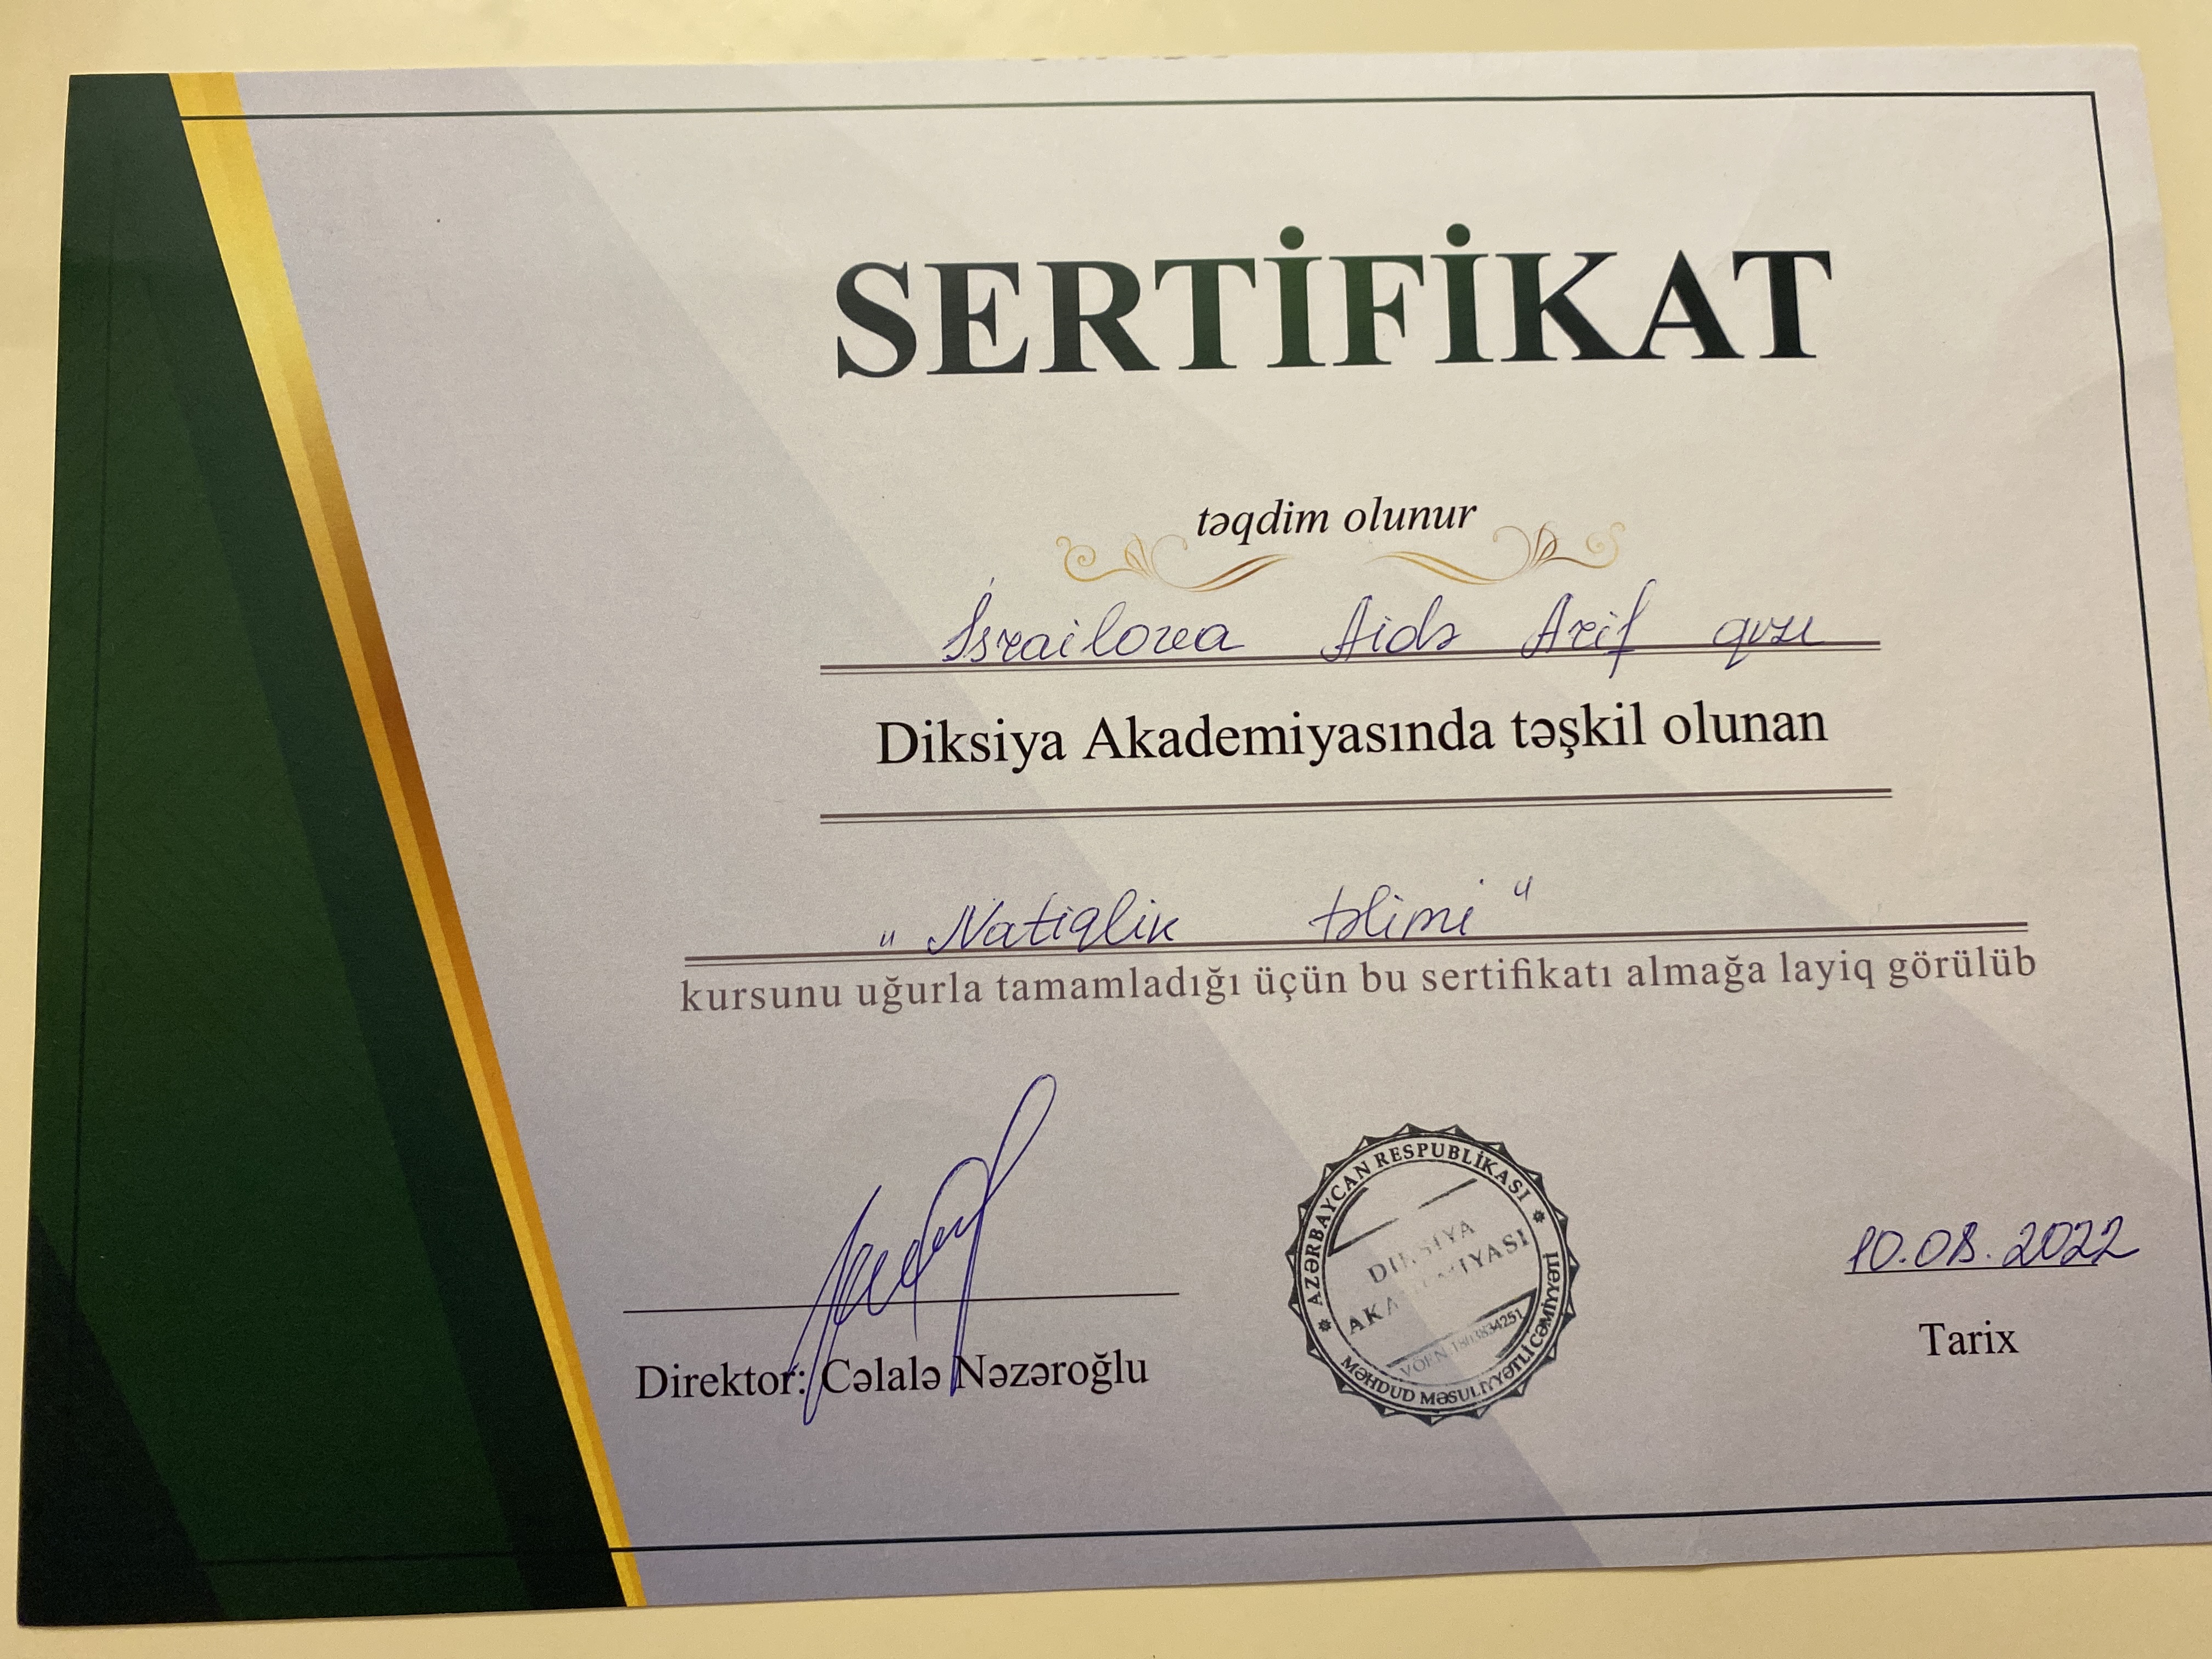 SERTİFİKAT
təqdim olunur
İsrailova Aidə Arif qızı
Diksiya Akademiyasında təşkil olunan
"Natiqlik təlimi"
kursunu uğurla tamamladığı üçün bu sertifikatı almağa layiq görülüb
Direktor: Cəlalə Nəzəroğlu
AZƏRBAYCAN RESPUBLİKASI
DİKSİYA
AKADEMİYASI
VÖEN
MƏHDUD MƏSULİYYƏTLİ CƏMİYYƏTİ
10.08.2022
Tarix